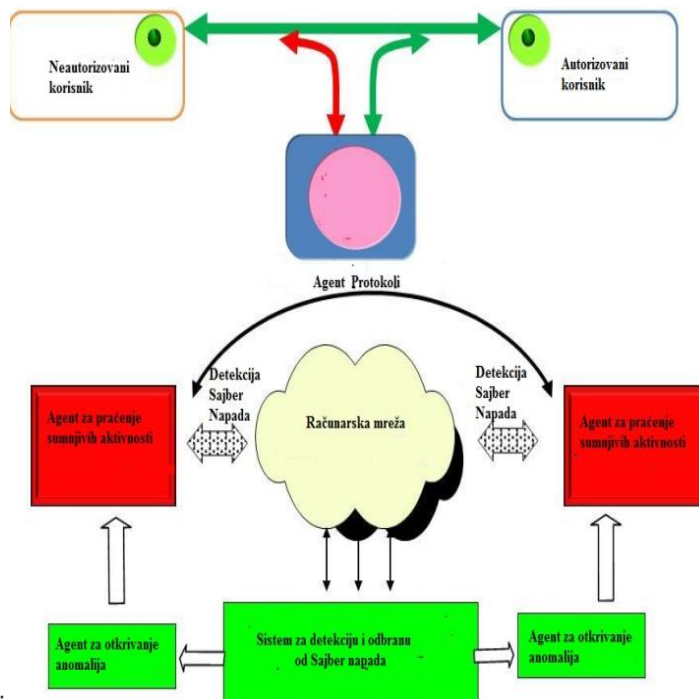 Neautorizovani
korisnik
Autorizovani
korisnik
Agent Protokoli
Detekcija
Sajber
Napada
Detekcija
Sajber
Napada
Agent za praćenje
sumnjivih aktivnosti
Računarska mreža
Agent za praćenje
sumnjivih aktivnosti
Agent za otkrivanje
anomalija
Sistem za detekciju i odbranu
od Sajber napada
Agent za otkrivanje
anomalija